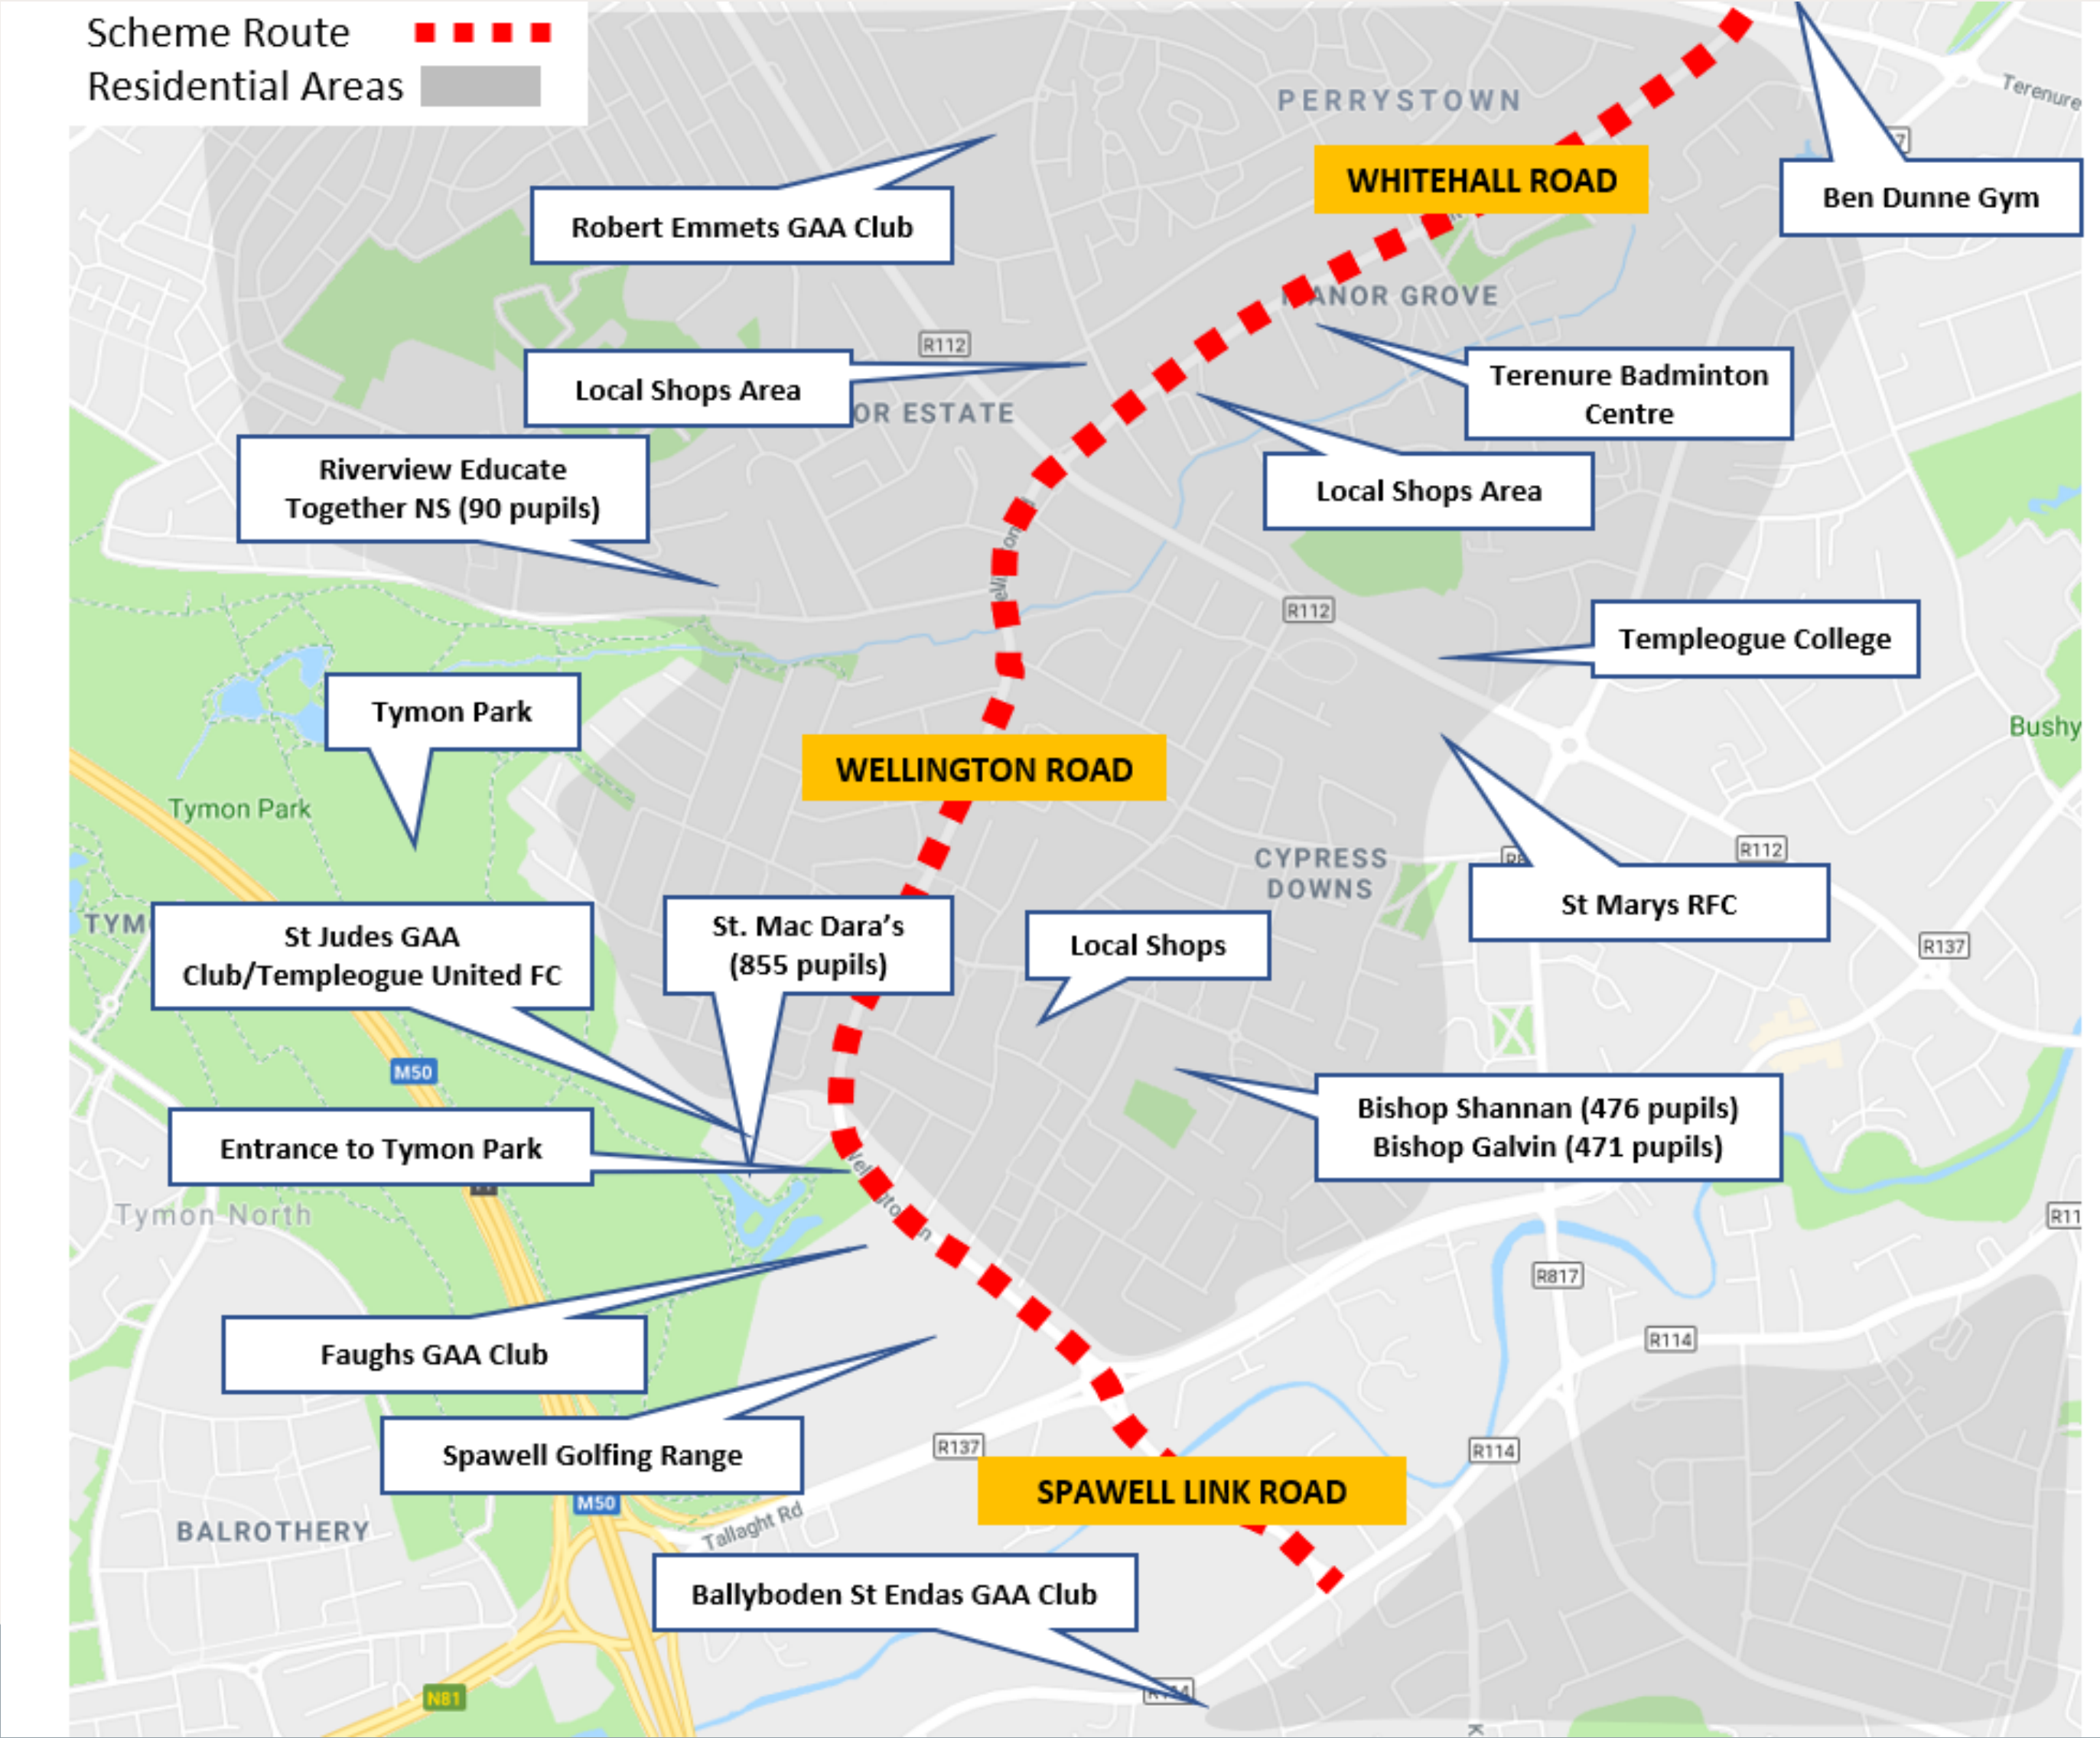 Scheme Route
Residential Areas
PERRYSTOWN
Terenure
WHITEHALL ROAD
Ben Dunne Gym
Robert Emmets GAA Club
MANOR GROVE
R112
Local Shops Area
OR ESTATE
Terenure Badminton
Centre
Riverview Educate
Together NS (90 pupils)
Local Shops Area
R112
Templeogue College
Tymon Park
Bushy
WELLINGTON ROAD
Tymon Park
CYPRESS
DOWNS
R112
St Marys RFC
TYM
St Judes GAA
Club/Templeogue United FC
St. Mac Dara's
(855 pupils)
Local Shops
R137
M50
Bishop Shannan (476 pupils)
Bishop Galvin (471 pupils)
Entrance to Tymon Park
Tymon North
R11
R817
Faughs GAA Club
R114
Spawell Golfing Range
R137
R114
SPAWELL LINK ROAD
M50
Tallaght Rd
BALROTHERY
Ballyboden St Endas GAA Club
N81
K